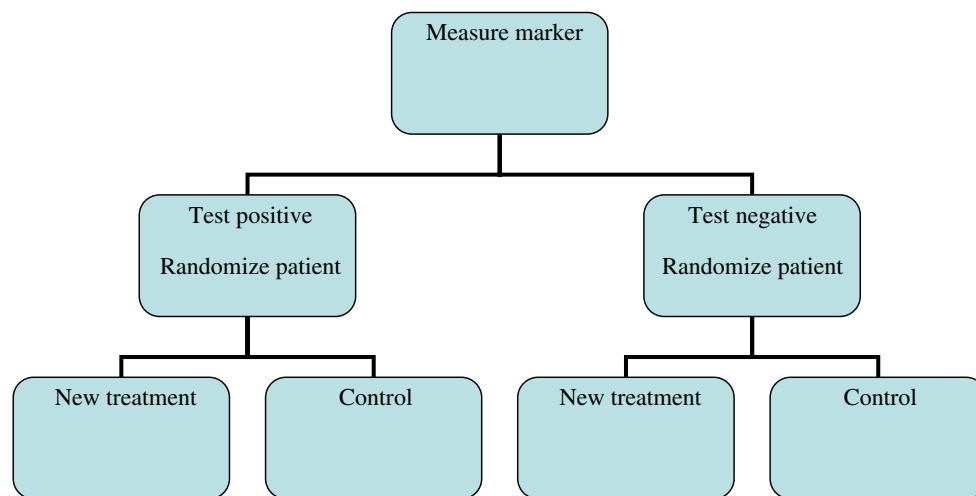 Measure marker
Test positive
Randomize patient
Test negative
Randomize patient
New treatment
Control
New treatment
Control